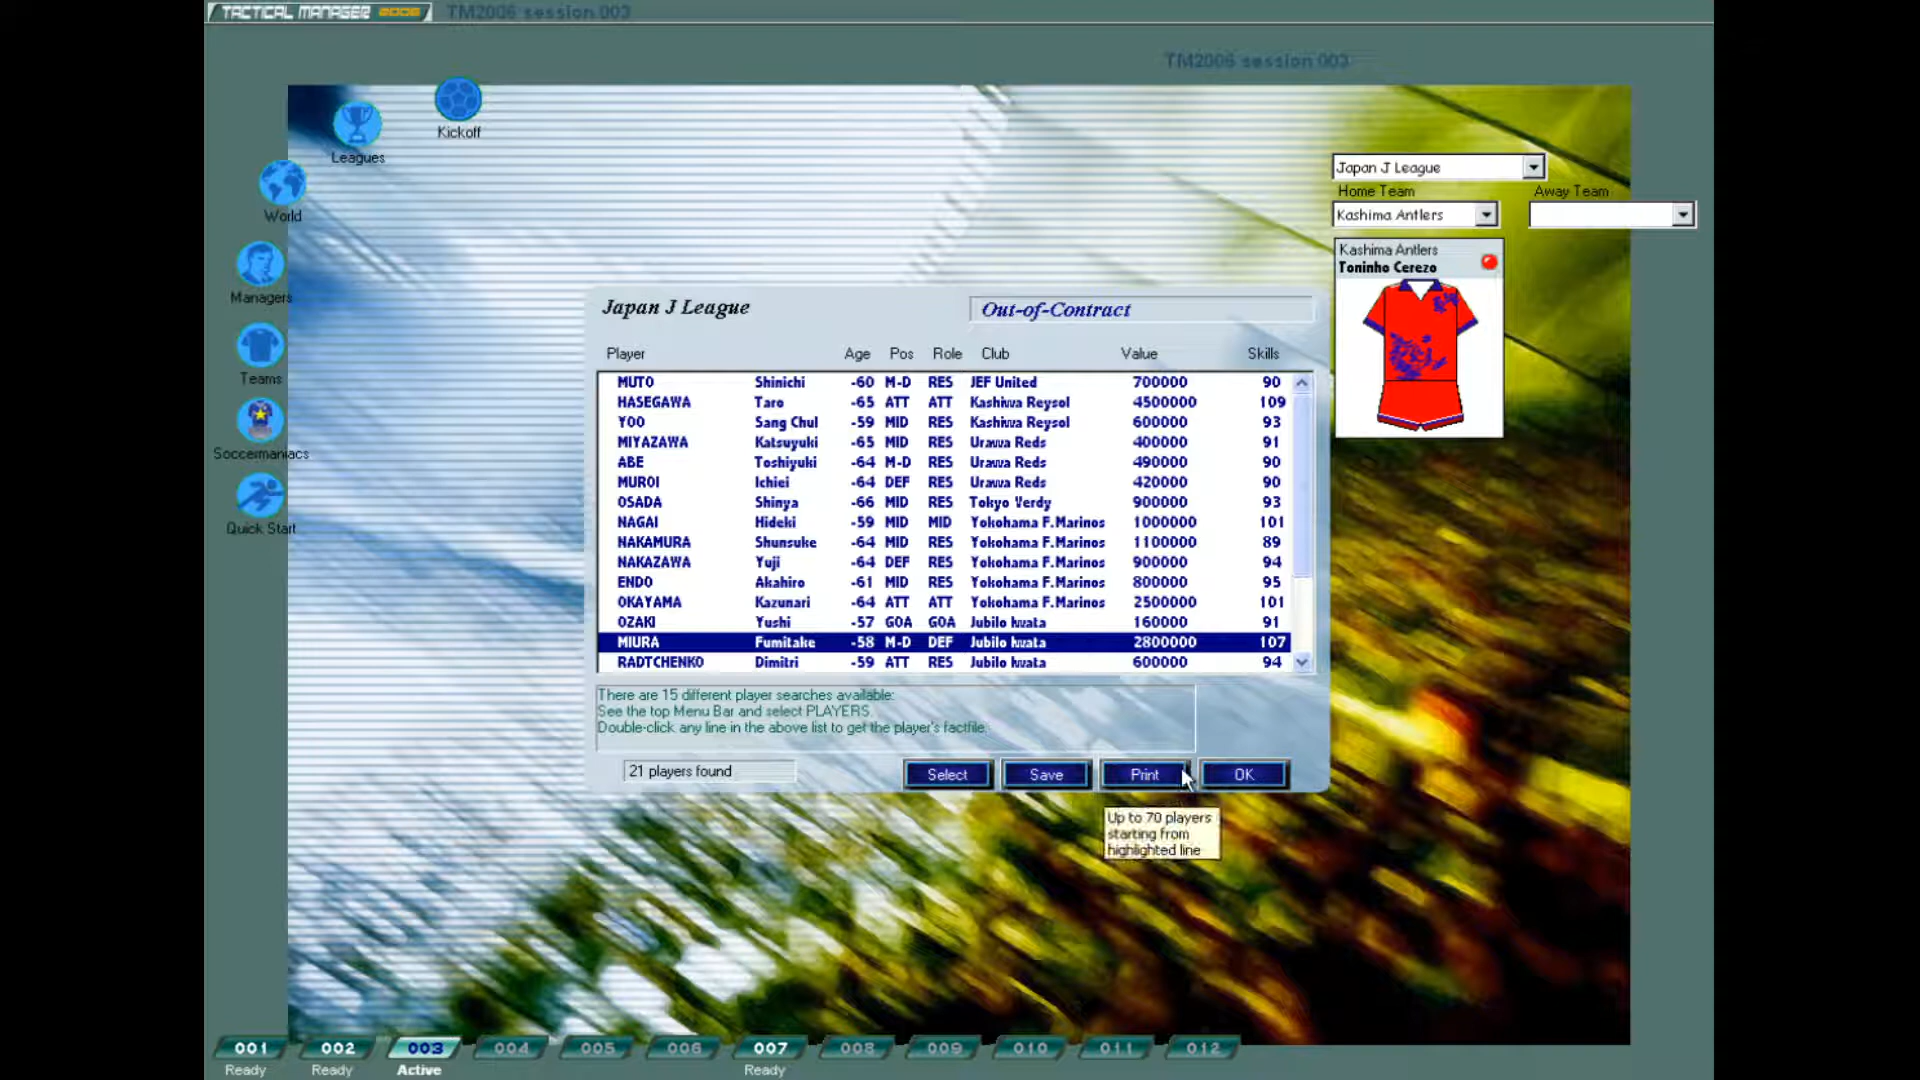 TACTICAL MANAGER 2006 TM2006 session 003
TM2006 session 003
Kickoff
Leagues
World
Managers
Teams
Soccermaniacs
Quick Start
Japan J League
Home Team Away Team
Kashima Antlers
Kashima Antlers
Toninho Cerezo
Japan J League Out-of-Contract
Player Age Pos Role Club Value Skills
MUTO Shinichi -60 M-D RES JEF United 700000 90
HASEGAWA Taro -65 ATT ATT Kashiwa Reysol 4500000 109
YOO Sang Chul -59 MID RES Kashiwa Reysol 600000 93
MIYAZAWA Katsuyuki -65 MID RES Urawa Reds 400000 91
ABE Toshiyuki -64 M-D RES Urawa Reds 490000 90
MUROI Ichiei -64 DEF RES Urawa Reds 420000 90
OSADA Shinya -66 MID RES Tokyo Verdy 900000 93
NAGAI Hideki -59 MID MID Yokohama F.Marinos 1000000 101
NAKAMURA Shunsuke -64 MID RES Yokohama F.Marinos 1100000 89
NAKAZAWA Yuji -64 DEF RES Yokohama F.Marinos 900000 94
ENDO Akahiro -61 MID RES Yokohama F.Marinos 800000 95
OKAYAMA Kazunari -64 ATT ATT Yokohama F.Marinos 2500000 101
OZAKI Yushi -57 GOA GOA Jubilo Iwata 160000 91
MIURA Fumitake -58 M-D DEF Jubilo Iwata 2800000 107
RADTCHENKO Dimitri -59 ATT RES Jubilo Iwata 600000 94
There are 15 different player searches available:
See the top Menu Bar and select PLAYERS.
Double-click any line in the above list to get the player's factfile.
21 players found
Select Save Print OK
Up to 70 players
starting from
highlighted line
001 002 003 004 005 006 007 008 009 010 011 012
Ready Ready Active Ready